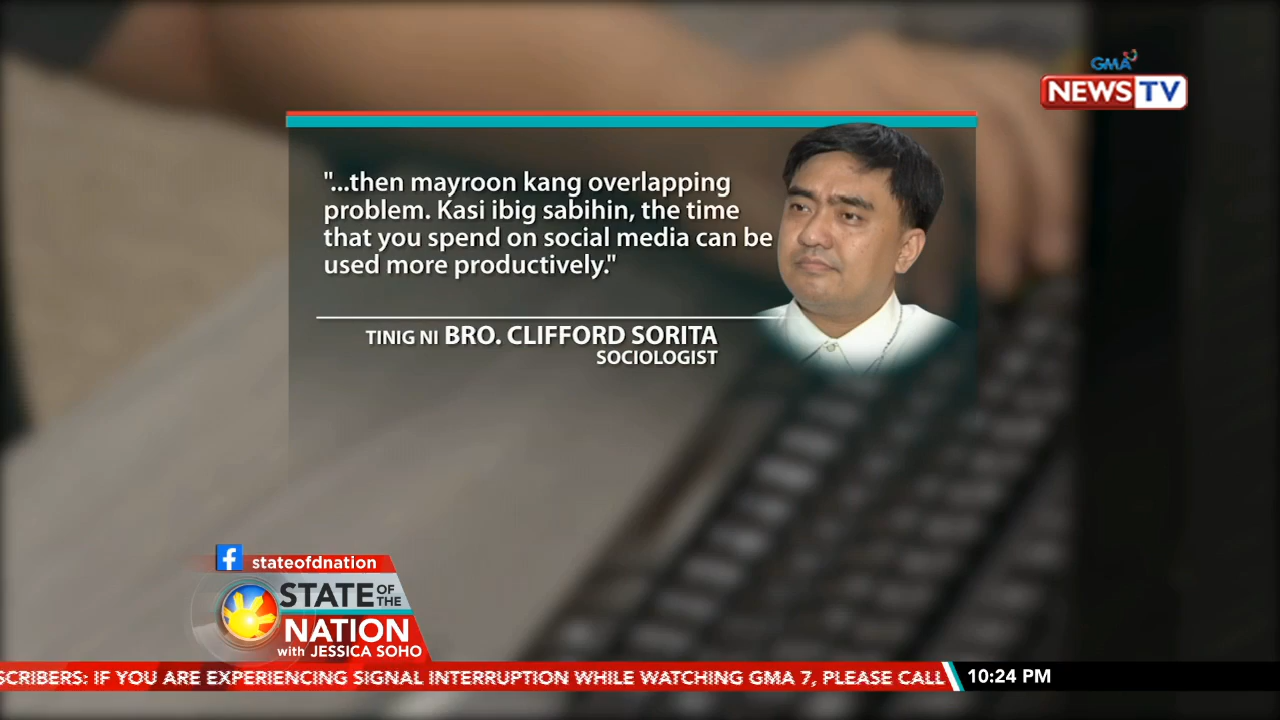 GMA
NEWS TV
"...then mayroon kang overlapping
problem. Kasi ibig sabihin, the time
that you spend on social media can be
used more productively."
TINIG NI BRO. CLIFFORD SORITA
SOCIOLOGIST
stateofdnation
STATE OF THE
NATION
with JESSICA SOHO
SCRIBERS: IF YOU ARE EXPERIENCING SIGNAL INTERRUPTION WHILE WATCHING GMA 7, PLEASE CALL
10:24 PM